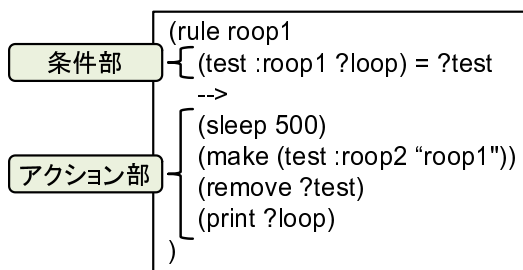 (rule roop1
条件部
(test :roop1 ?loop) = ?test
-->
アクション部
(sleep 500)
(make (test :roop2 “roop1"))
(remove ?test)
(print ?loop)
)